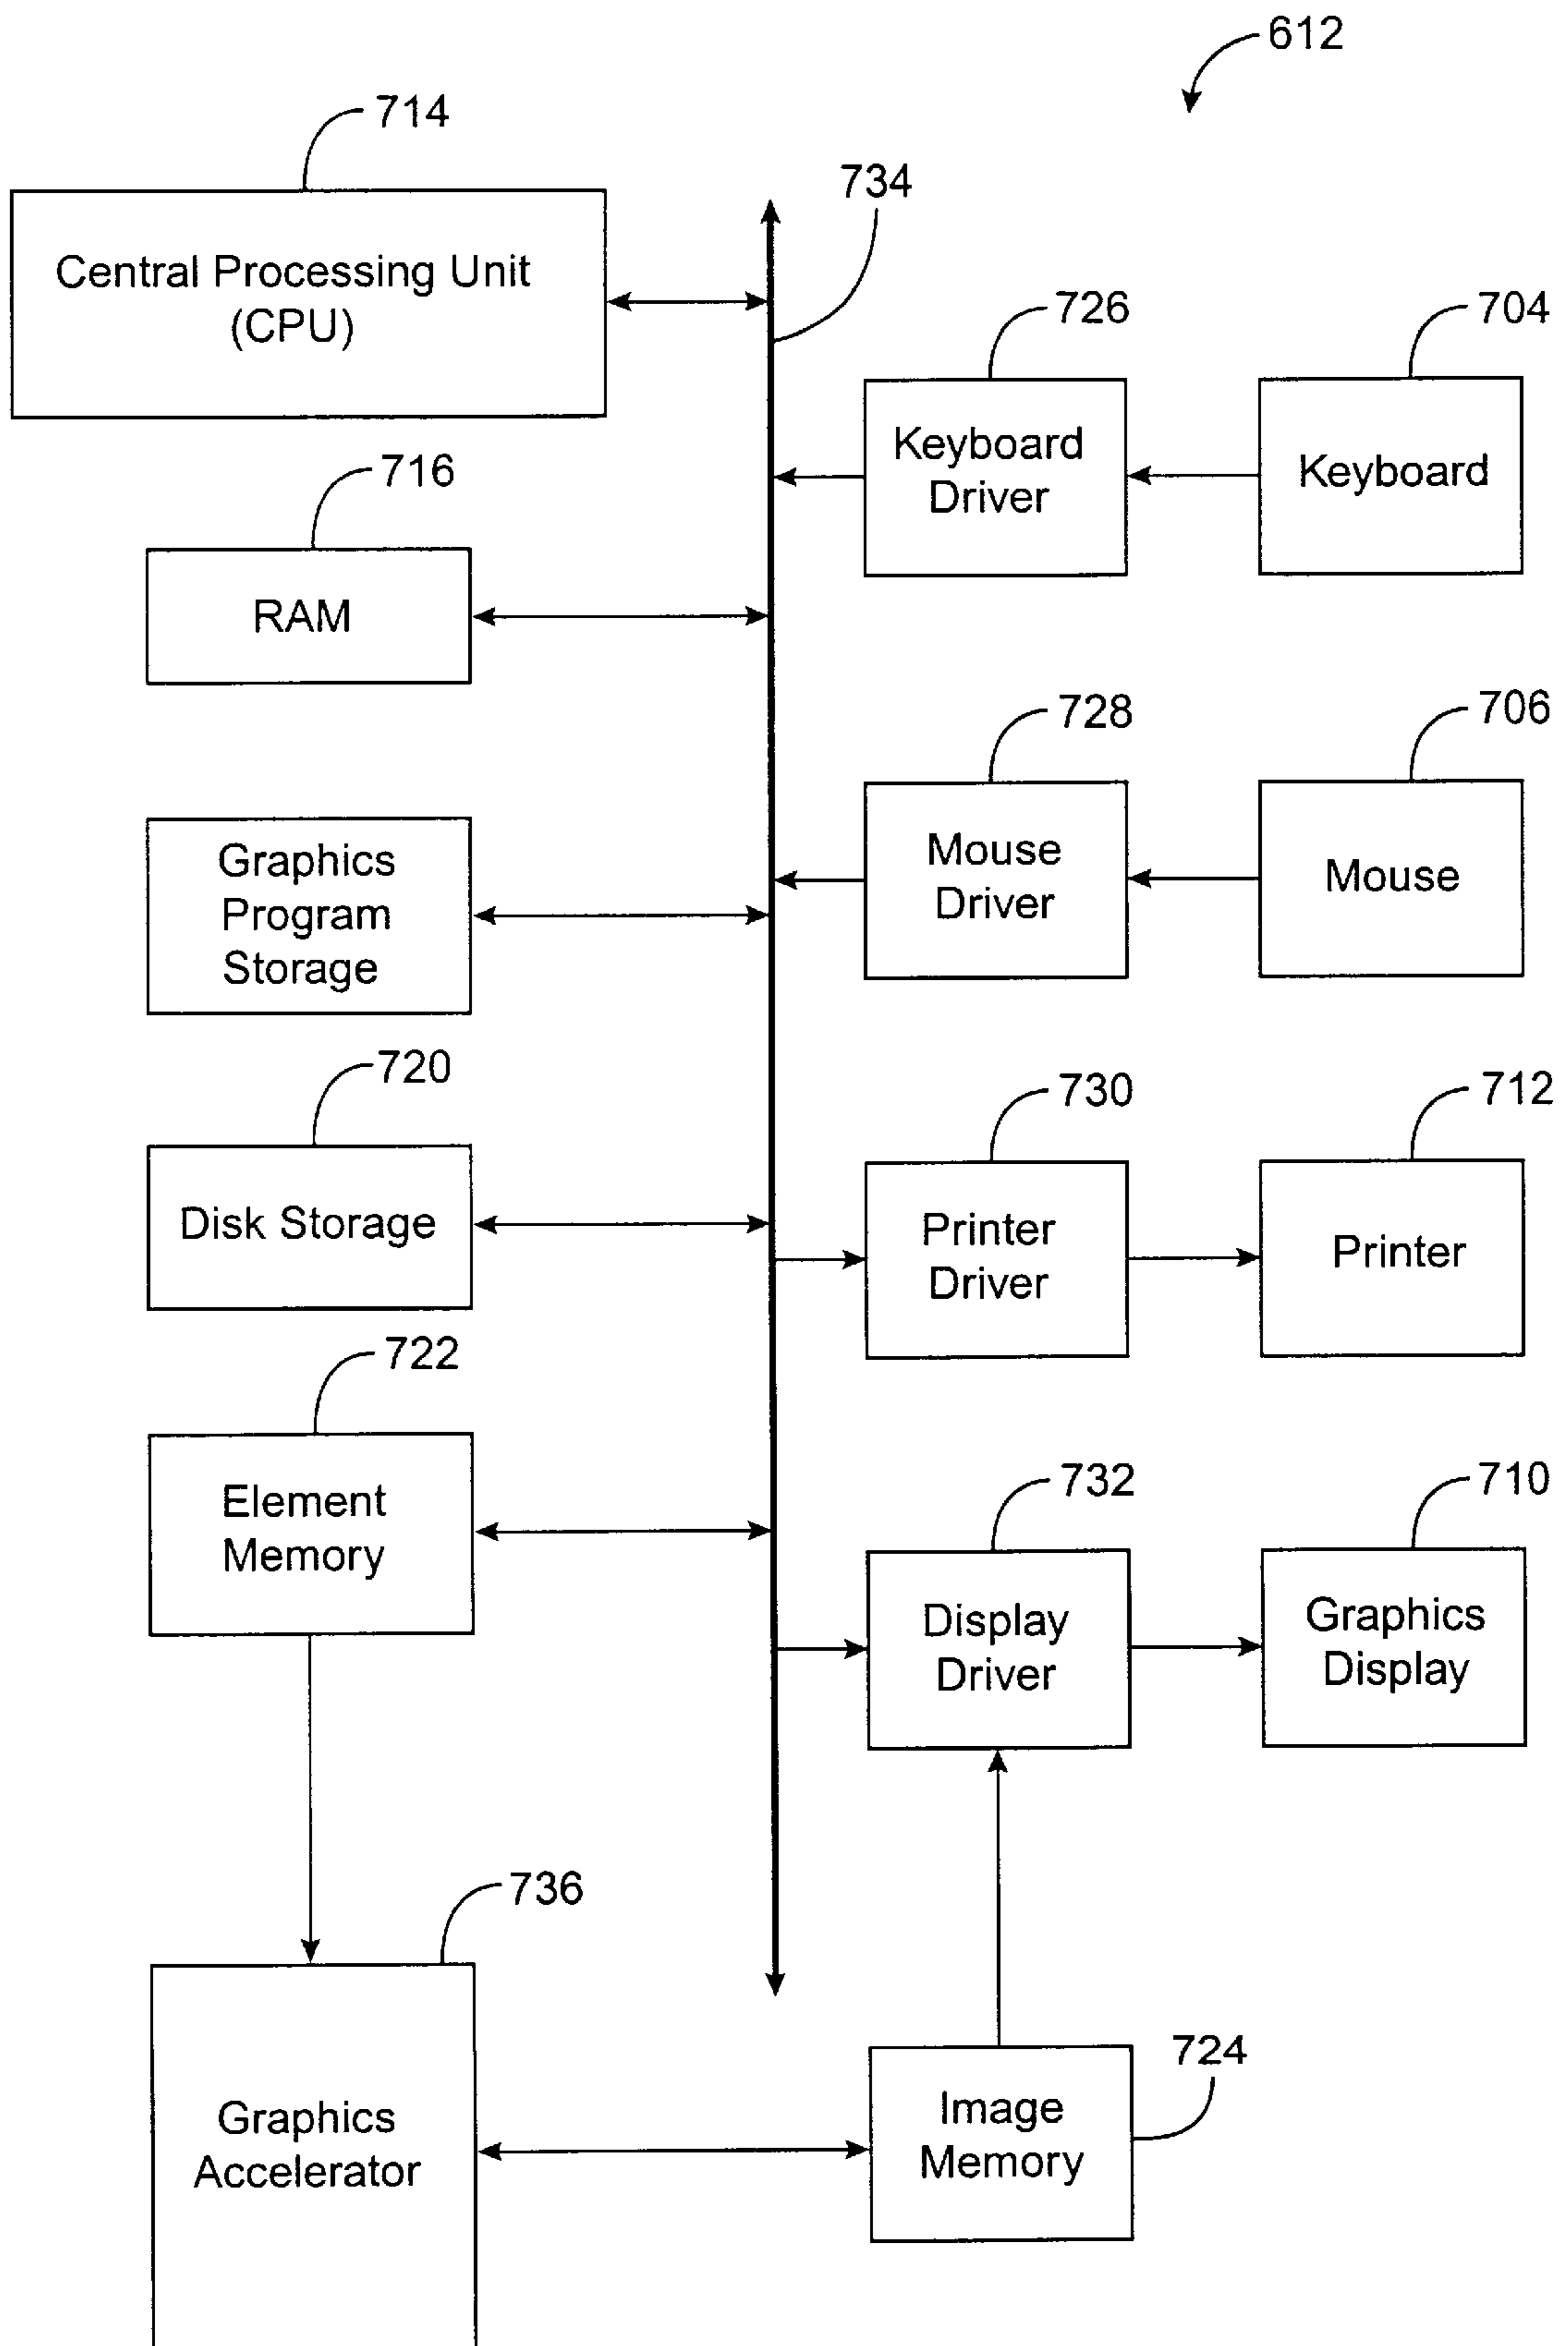 612
714
Central Processing Unit
(CPU)
734
726
Keyboard
Driver
704
Keyboard
716
RAM
728
Mouse
Driver
706
Mouse
Graphics
Program
Storage
720
Disk Storage
730
Printer
Driver
712
Printer
722
Element
Memory
732
Display
Driver
710
Graphics
Display
736
Graphics
Accelerator
724
Image
Memory